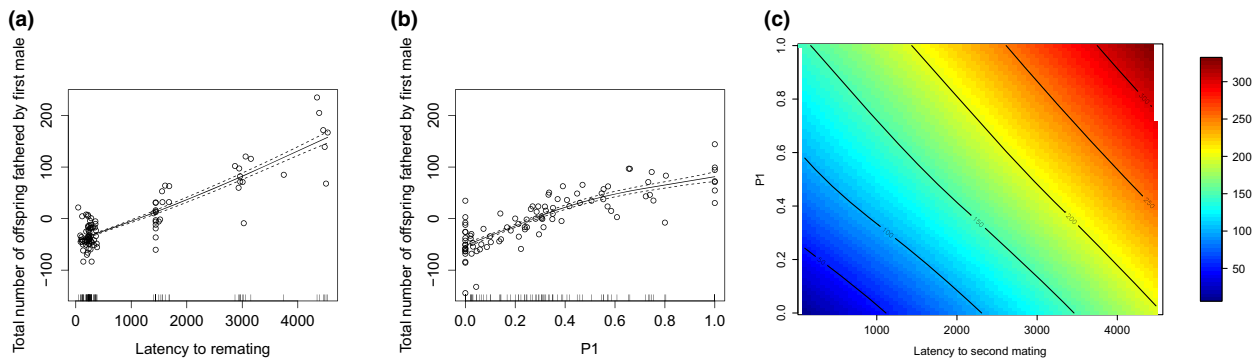 (a)
Total number of offspring fathered by first male
200
100
0
−100
0 1000 2000 3000 4000
Latency to remating
(b)
Total number of offspring fathered by first male
200
100
0
−100
0.0 0.2 0.4 0.6 0.8 1.0
P1
(c)
P1
1.0
0.8
0.6
0.4
0.2
0.0
100
150
200
250
1000 2000 3000 4000
Latency to second mating
300
250
200
150
100
50